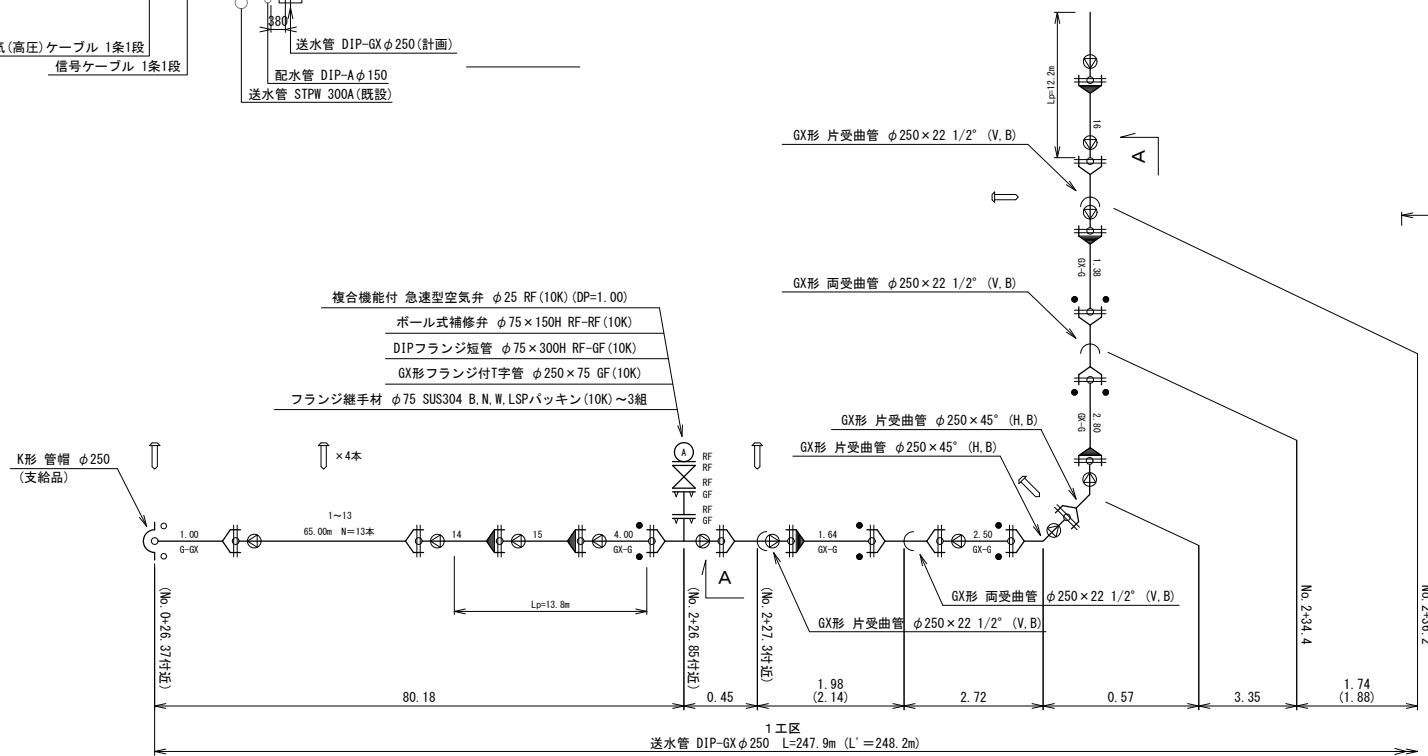 380
送水管 DIP-GXφ250(計画)
気(高圧)ケーブル 1条1段
信号ケーブル 1条1段
配水管 DIP-Aφ150
送水管 STPW 300A(既設)
Lp=12.2m
16
A
GX形 片受曲管 φ250×22 1/2° (V,B)
1.38
GX-G
GX形 両受曲管 φ250×22 1/2° (V,B)
複合機能付 急速型空気弁 φ25 RF(10K)(DP=1.00)
ボール式補修弁 φ75×150H RF-RF(10K)
DIPフランジ短管 φ75×300H RF-GF(10K)
GX形フランジ付T字管 φ250×75 GF(10K)
フランジ継手材 φ75 SUS304 B,N,W,LSPパッキン(10K)～3組
2.80
GX-G
GX形 片受曲管 φ250×45° (H,B)
GX形 片受曲管 φ250×45° (H,B)
K形 管帽 φ250
(支給品)
×4本
A
RF
RF
RF
GF
RF
GF
1.00
G-GX
1～13
65.00m N=13本
14
15
4.00
GX-G
1.64
GX-G
2.50
GX-G
A
Lp=13.8m
GX形 両受曲管 φ250×22 1/2° (V,B)
GX形 片受曲管 φ250×22 1/2° (V,B)
(No.0+26.37付近)
(No.2+26.85付近)
(No.2+27.3付近)
No.2+34.4
No.2+36.2
80.18
0.45
1.98
(2.14)
2.72
0.57
3.35
1.74
(1.88)
1工区
送水管 DIP-GXφ250 L=247.9m (L'=248.2m)